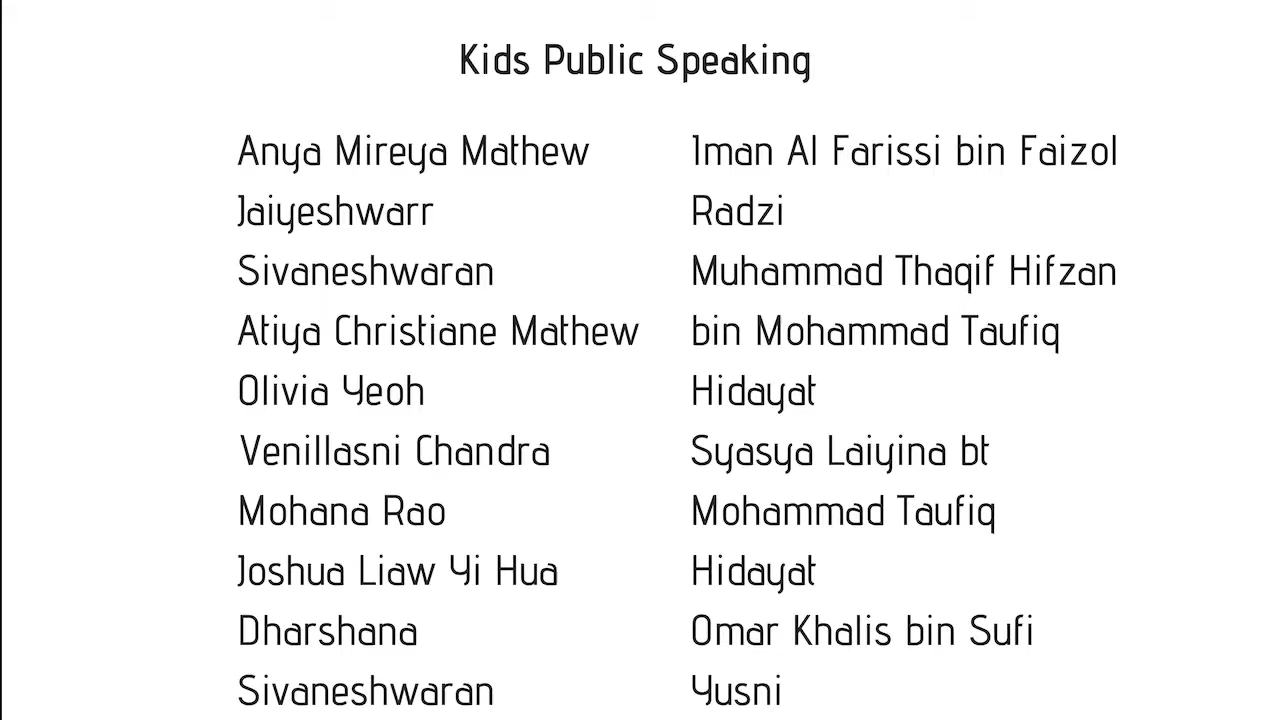 Kids Public Speaking
Anya Mireya Mathew
Jaiyeshwarr
Sivaneshwaran
Atiya Christiane Mathew
Olivia Yeoh
Venillasni Chandra
Mohana Rao
Joshua Liaw Yi Hua
Dharshana
Sivaneshwaran
Iman Al Farissi bin Faizol
Radzi
Muhammad Thaqif Hifzan
bin Mohammad Taufiq
Hidayat
Syasya Laiyina bt
Mohammad Taufiq
Hidayat
Omar Khalis bin Sufi
Yusni